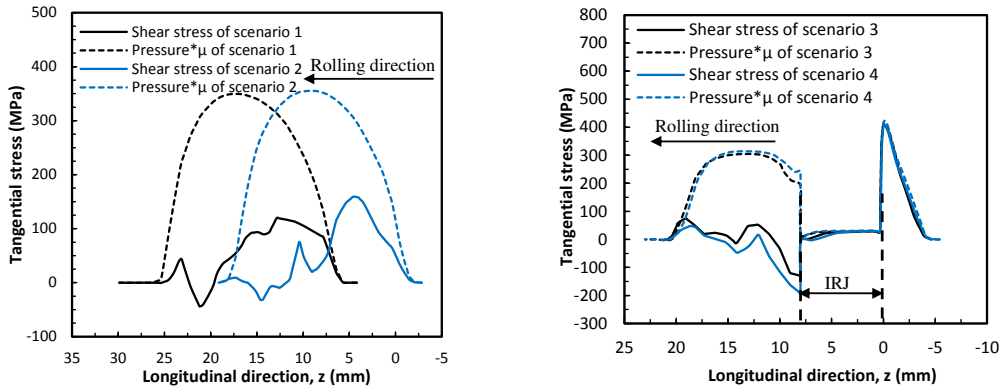 500
400
300
200
100
0
-100
Tangential stress (MPa)
Shear stress of scenario 1
Pressure*µ of scenario 1
Shear stress of scenario 2
Pressure*µ of scenario 2
Rolling direction
35 30 25 20 15 10 5 0 -5
Longitudinal direction, z (mm)
800
700
600
500
400
300
200
100
0
-100
-200
-300
Tangential stress (MPa)
Shear stress of scenario 3
Pressure*µ of scenario 3
Shear stress of scenario 4
Pressure*µ of scenario 4
Rolling direction
IRJ
25 20 15 10 5 0 -5 -10
Longitudinal direction, z (mm)